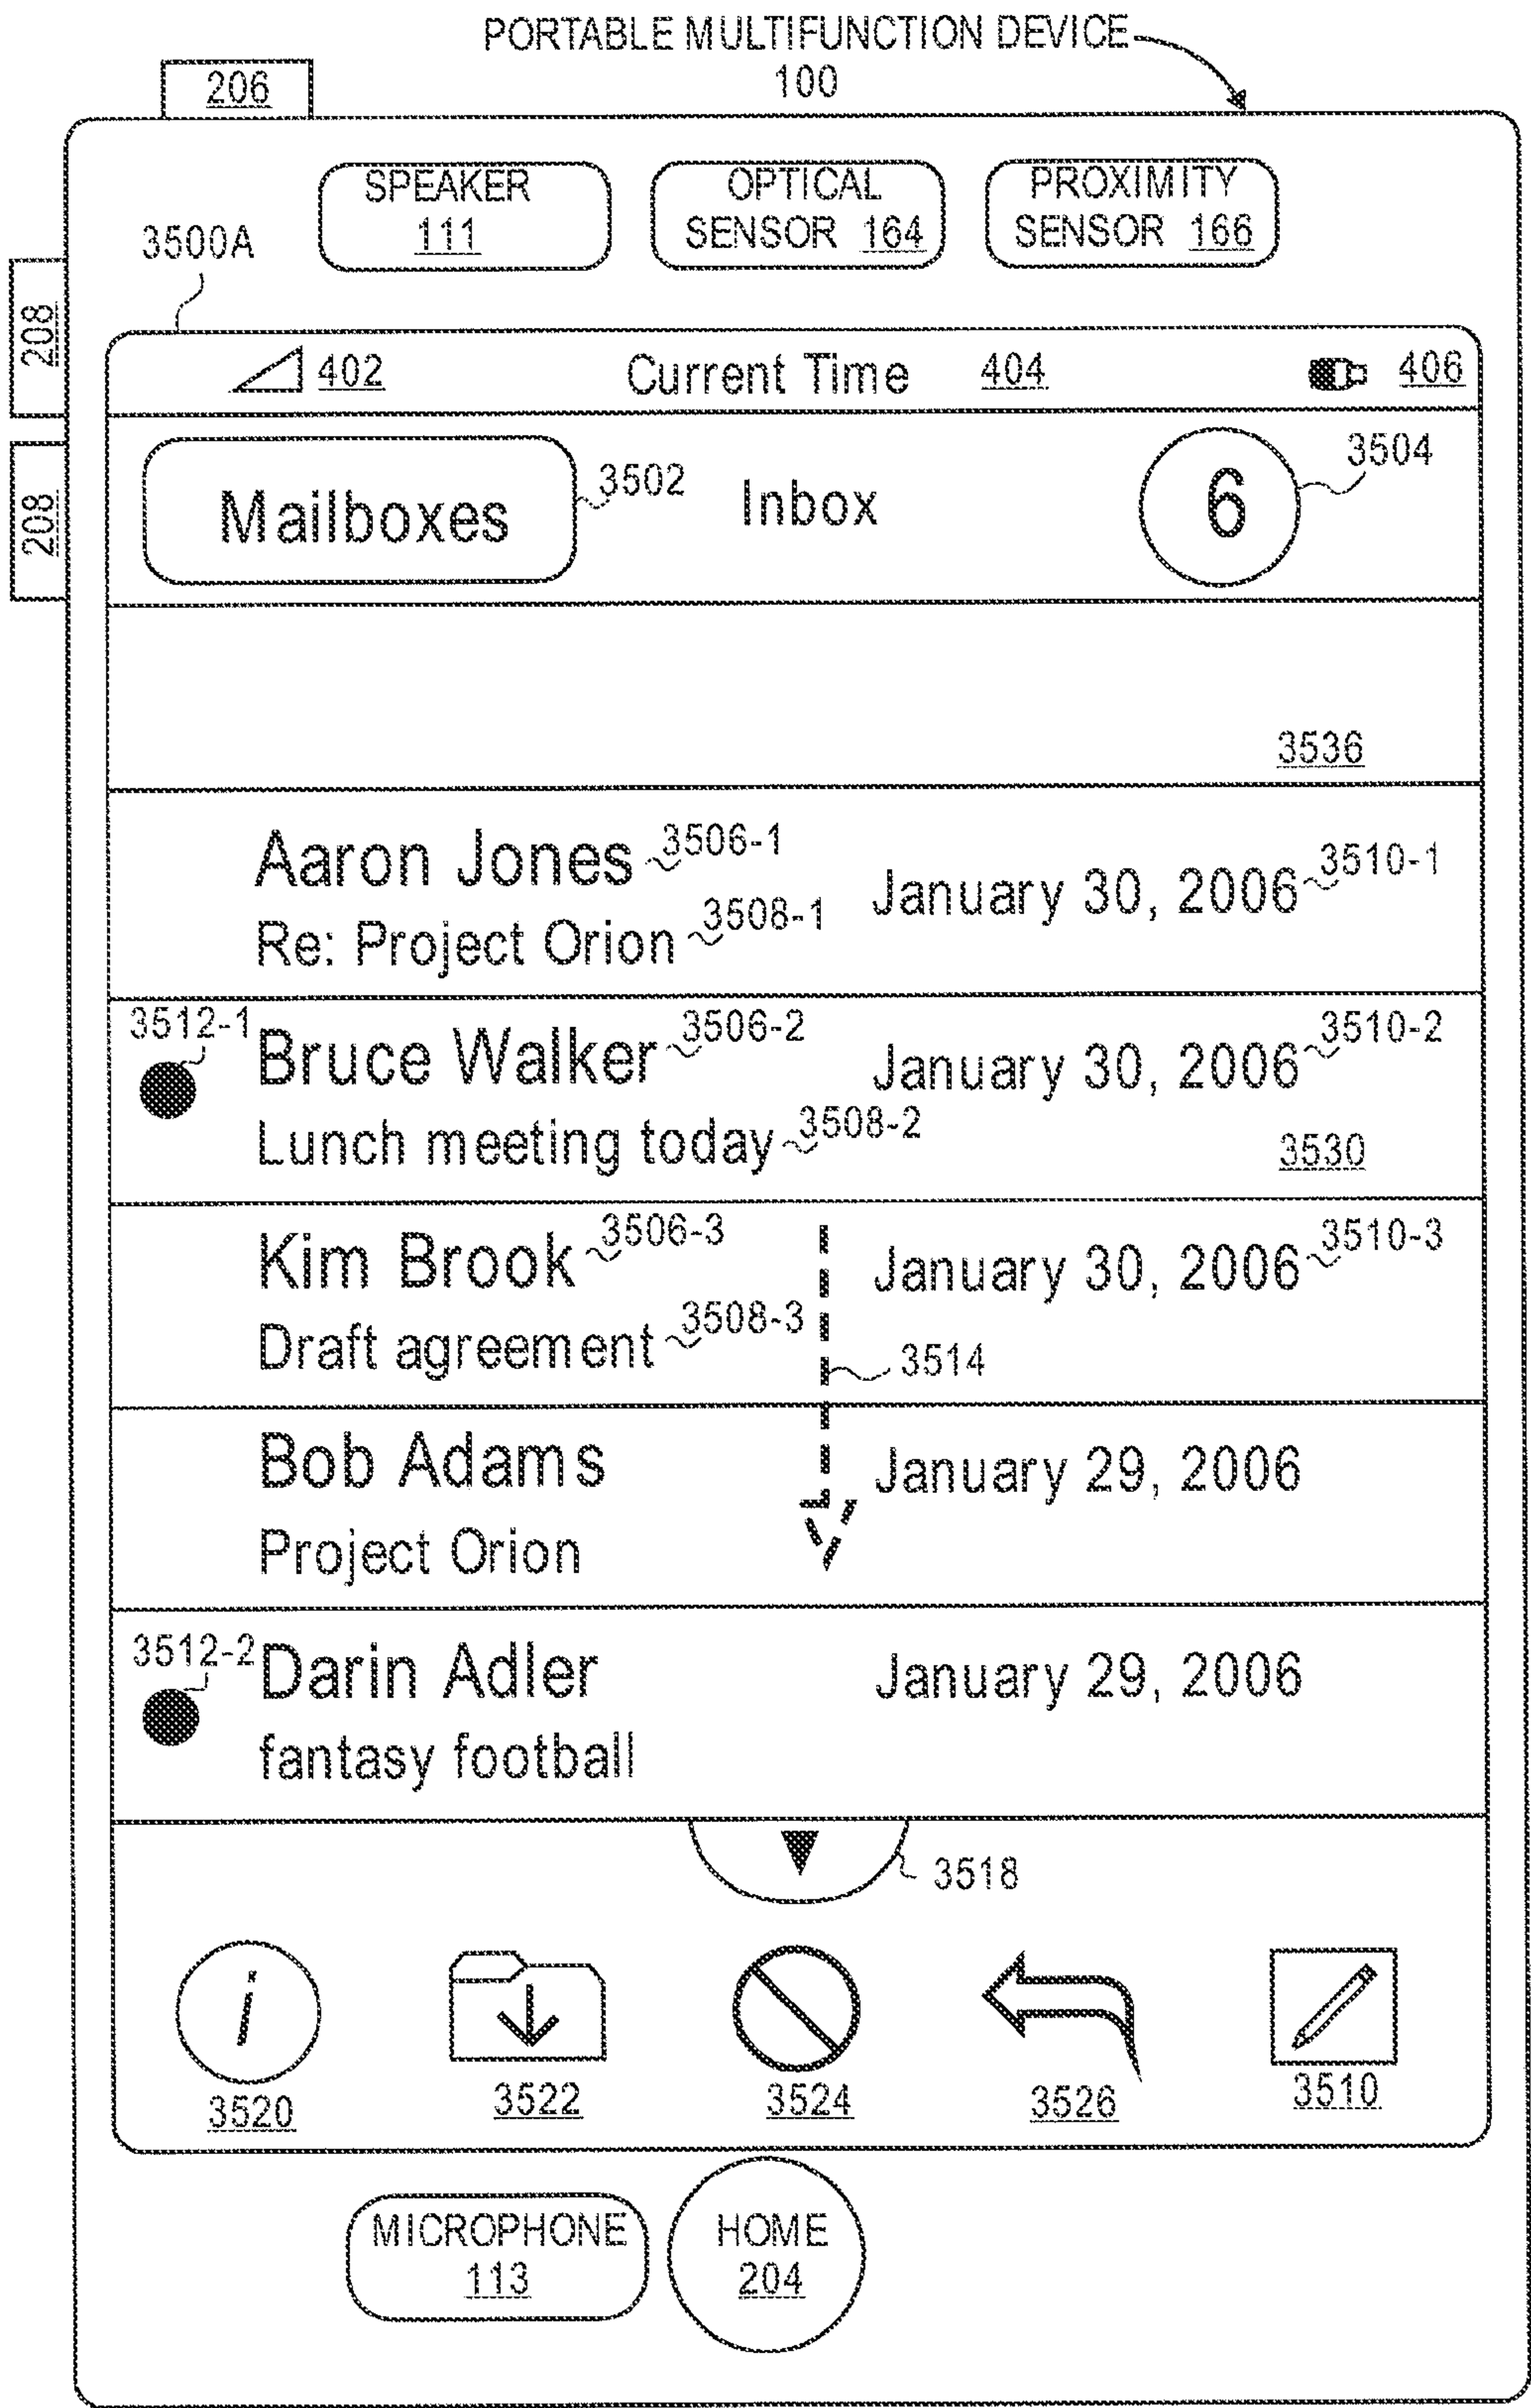 PORTABLE MULTIFUNCTION DEVICE
100
206
SPEAKER
111
OPTICAL
SENSOR 164
PROXIMITY
SENSOR 166
3500A
208
208
402
Current Time 404
406
Mailboxes
3502
Inbox
6
3504
3536
Aaron Jones 3506-1
January 30, 2006 3510-1
Re: Project Orion 3508-1
3512-1
Bruce Walker 3506-2
January 30, 2006 3510-2
Lunch meeting today 3508-2
3530
Kim Brook 3506-3
January 30, 2006 3510-3
Draft agreement 3508-3
3514
Bob Adams
January 29, 2006
Project Orion
3512-2
Darin Adler
January 29, 2006
fantasy football
3518
i
3520
3522
3524
3526
3510
MICROPHONE
113
HOME
204